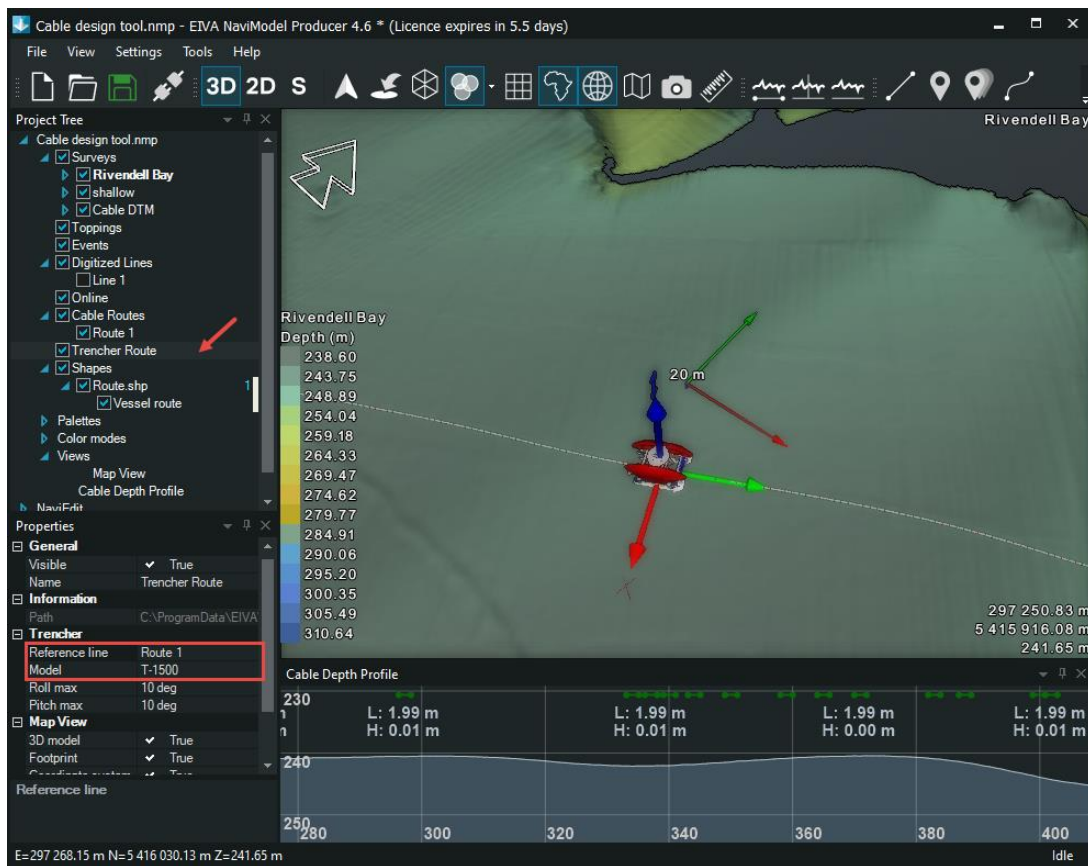 Cable design tool.nmp - EIVA NaviModel Producer 4.6 * (Licence expires in 5.5 days)
File View Settings Tools Help
3D 2D S
Project Tree
Cable design tool.nmp
Surveys
Rivendell Bay
shallow
Cable DTM
Toppings
Events
Digitized Lines
Line 1
Online
Cable Routes
Route 1
Trencher Route
Shapes
Route.shp 1
Vessel route
Palettes
Color modes
Views
Map View
Cable Depth Profile
NaviEdit
Properties
General
Visible True
Name Trencher Route
Information
Path C:\ProgramData\EIVA
Trencher
Reference line Route 1
Model T-1500
Roll max 10 deg
Pitch max 10 deg
Map View
3D model True
Footprint True
Coordinate system True
Reference line
Rivendell Bay
Rivendell Bay
Depth (m)
238.60
243.75
248.89
254.04
259.18
264.33
269.47
274.62
279.77
284.91
290.06
295.20
300.35
305.49
310.64
20 m
X
297 250.83 m
5 415 916.08 m
241.65 m
Cable Depth Profile
230
L: 1.99 m L: 1.99 m L: 1.99 m L: 1.99 m
H: 0.01 m H: 0.01 m H: 0.00 m H: 0.01 m
240
250
280 300 320 340 360 380 400
E=297 268.15 m N=5 416 030.13 m Z=241.65 m
Idle